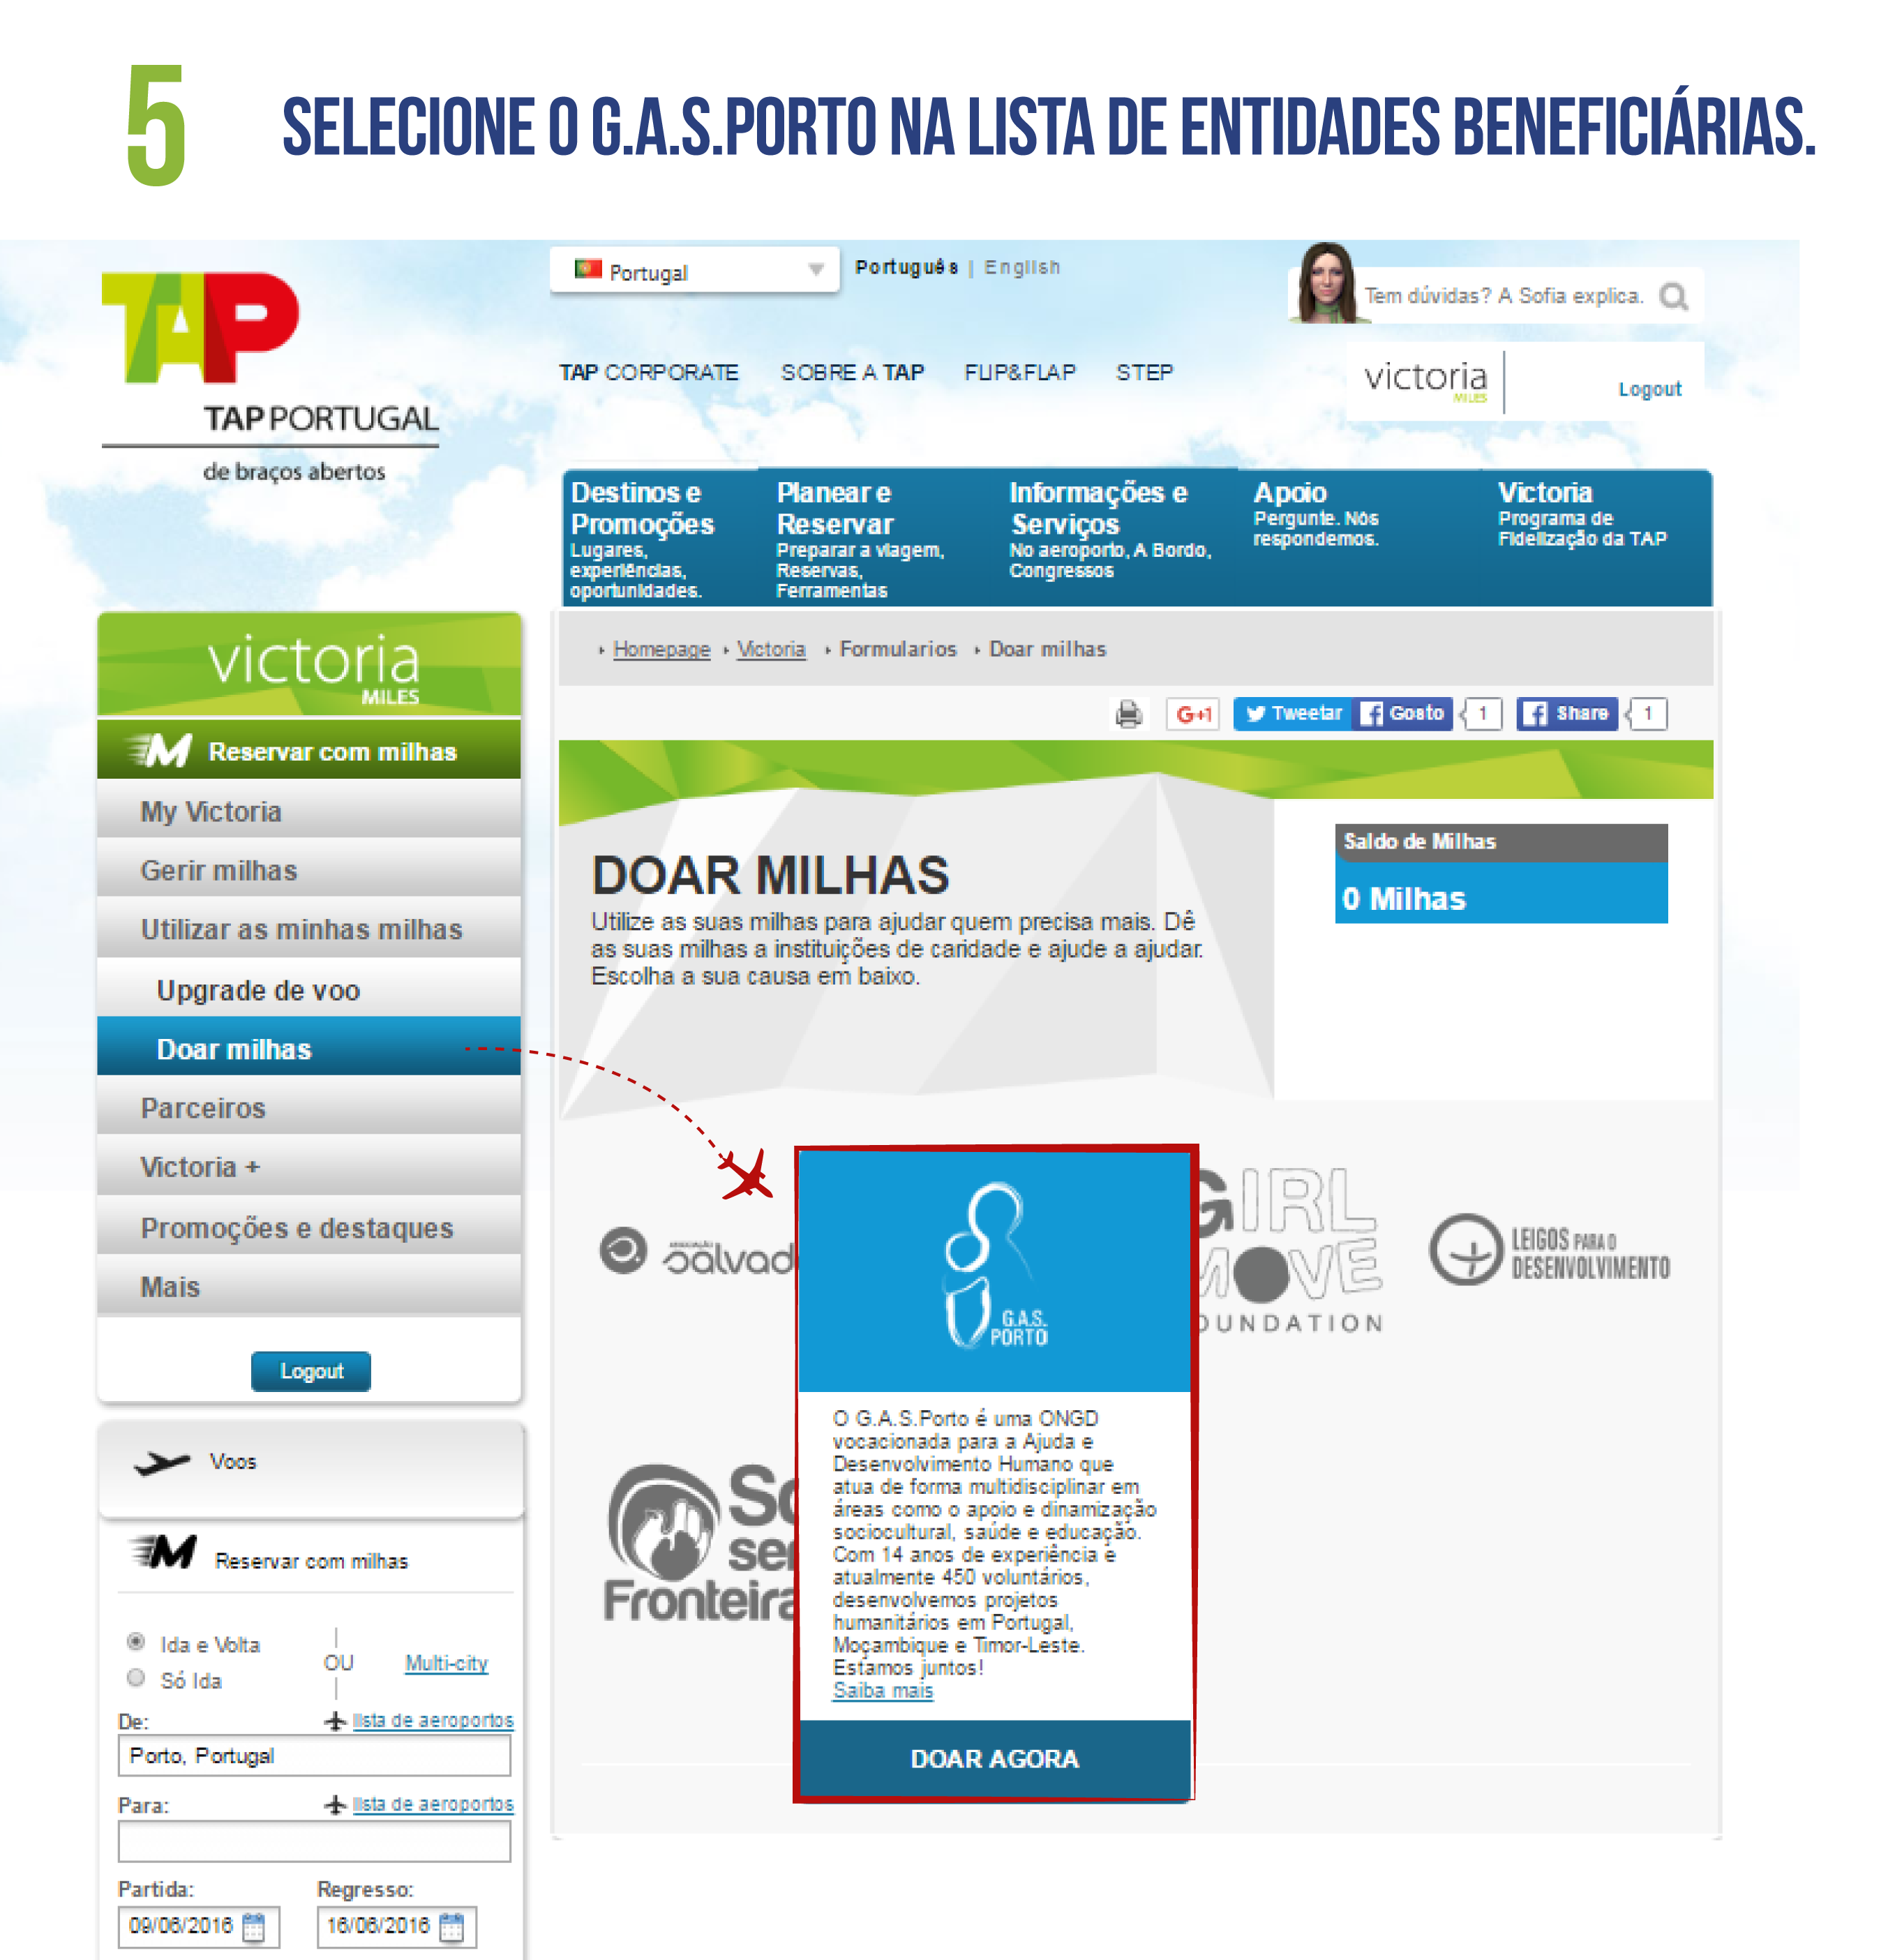 5
SELECIONE O G.A.S.PORTO NA LISTA DE ENTIDADES BENEFICIÁRIAS.
TAP
TAP PORTUGAL
de braços abertos
Portugal
Português | English
Tem dúvidas? A Sofia explica.
TAP CORPORATE SOBRE A TAP FLIP&FLAP STEP
victoria
MILES
Logout
Destinos e
Promoções
Lugares,
experiências,
oportunidades.
Planear e
Reservar
Preparar a viagem,
Reservas,
Ferramentas
Informações e
Serviços
No aeroporto, A Bordo,
Congressos
Apoio
Pergunte. Nós
respondemos.
Victoria
Programa de
Fidelização da TAP
victoria
MILES
M Reservar com milhas
My Victoria
Gerir milhas
Utilizar as minhas milhas
Upgrade de voo
Doar milhas
Parceiros
Victoria +
Promoções e destaques
Mais
Logout
Voos
M Reservar com milhas
Ida e Volta
Só Ida
OU
Multi-city
De: lista de aeroportos
Porto, Portugal
Para: lista de aeroportos
Partida: Regresso:
09/06/2016 16/06/2016
Homepage Victoria Formularios Doar milhas
G+1 Tweetar Gosto 1 Share 1
DOAR MILHAS
Utilize as suas milhas para ajudar quem precisa mais. Dê
as suas milhas a instituições de caridade e ajude a ajudar.
Escolha a sua causa em baixo.
Saldo de Milhas
0 Milhas
ASSOCIAÇÃO
salvad
G.A.S.
PORTO
GIRL
MOVE
OUNDATION
LEIGOS PARA O
DESENVOLVIMENTO
So
se
Fronteira
O G.A.S.Porto é uma ONGD
vocacionada para a Ajuda e
Desenvolvimento Humano que
atua de forma multidisciplinar em
áreas como o apoio e dinamização
sociocultural, saúde e educação.
Com 14 anos de experiência e
atualmente 450 voluntários,
desenvolvemos projetos
humanitários em Portugal,
Moçambique e Timor-Leste.
Estamos juntos!
Saiba mais
DOAR AGORA